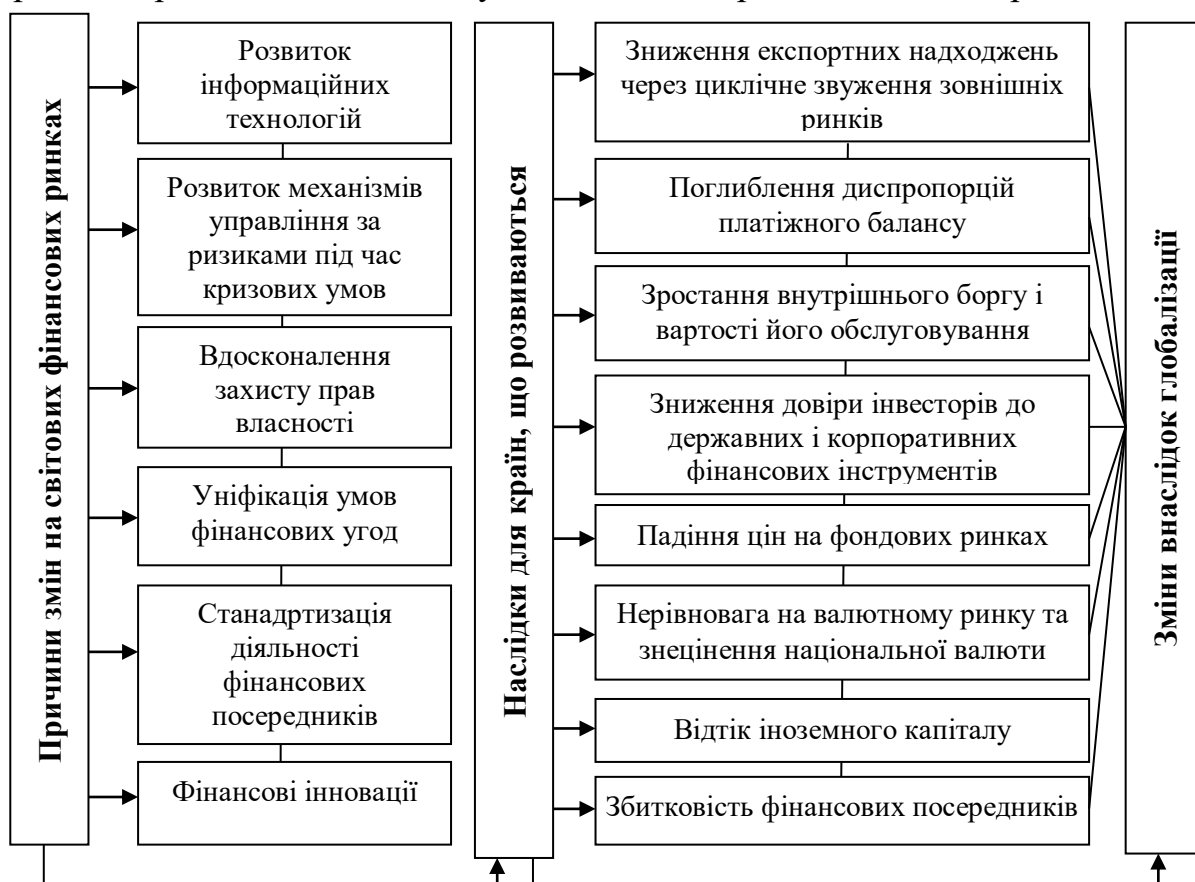 Причини змін на світових фінансових ринках
Розвиток
інформаційних
технологій
Розвиток механізмів
управління за
ризиками під час
кризових умов
Вдосконалення
захисту прав
власності
Уніфікація умов
фінансових угод
Станадртизація
діяльності
фінансових
посередників
Фінансові інновації
Наслідки для країн, що розвиваються
Зниження експортних надходжень
через циклічне звуження зовнішніх
ринків
Поглиблення диспропорцій
платіжного балансу
Зростання внутрішнього боргу і
вартості його обслуговування
Зниження довіри інвесторів до
державних і корпоративних
фінансових інструментів
Падіння цін на фондових ринках
Нерівновага на валютному ринку та
знецінення національної валюти
Відтік іноземного капіталу
Збитковість фінансових посередників
Зміни внаслідок глобалізації